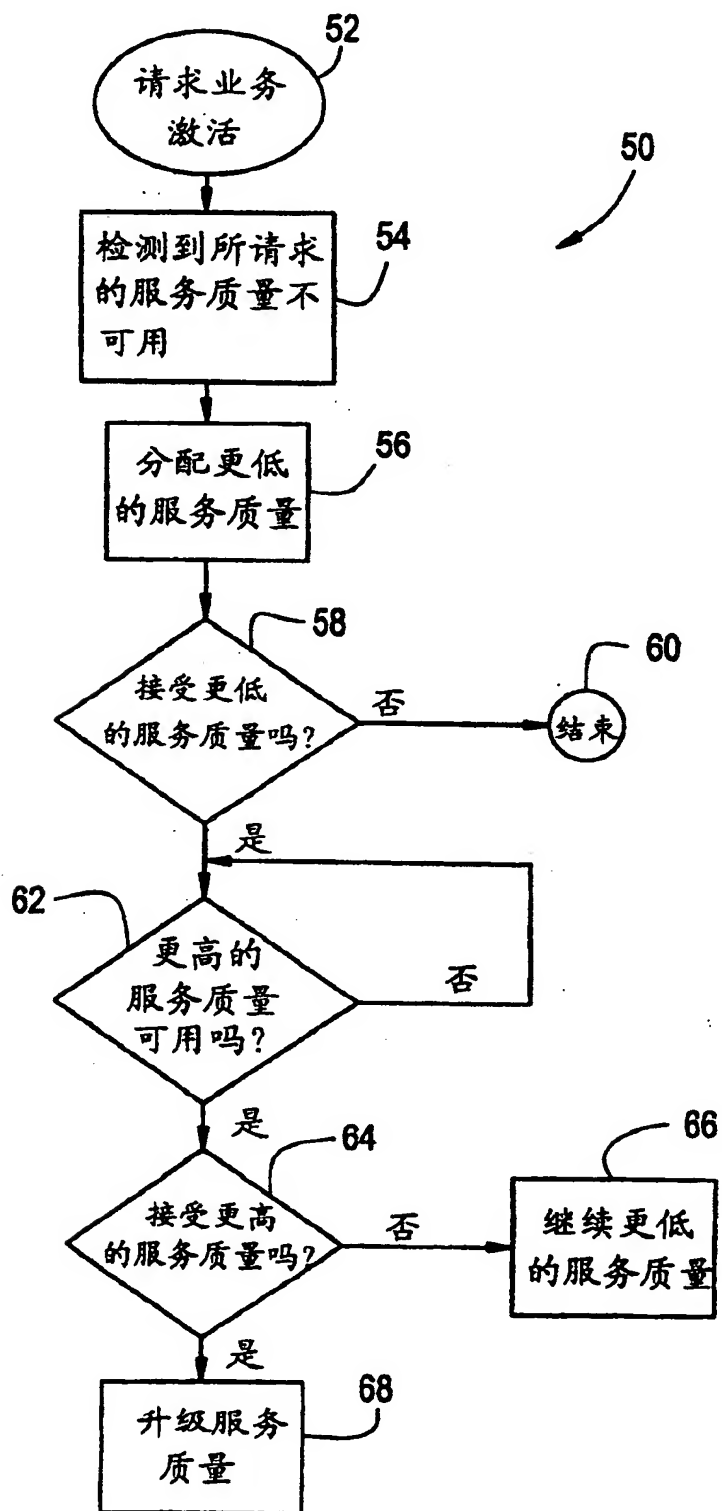 52
请求业务
激活
50
检测到所请求
的服务质量不
可用
54
分配更低
的服务质量
56
58
接受更低
的服务质量吗?
否
60
结束
是
62
更高的
服务质量
可用吗?
否
是
64
接受更高
的服务质量吗?
否
66
继续更低
的服务质量
是
68
升级服务
质量